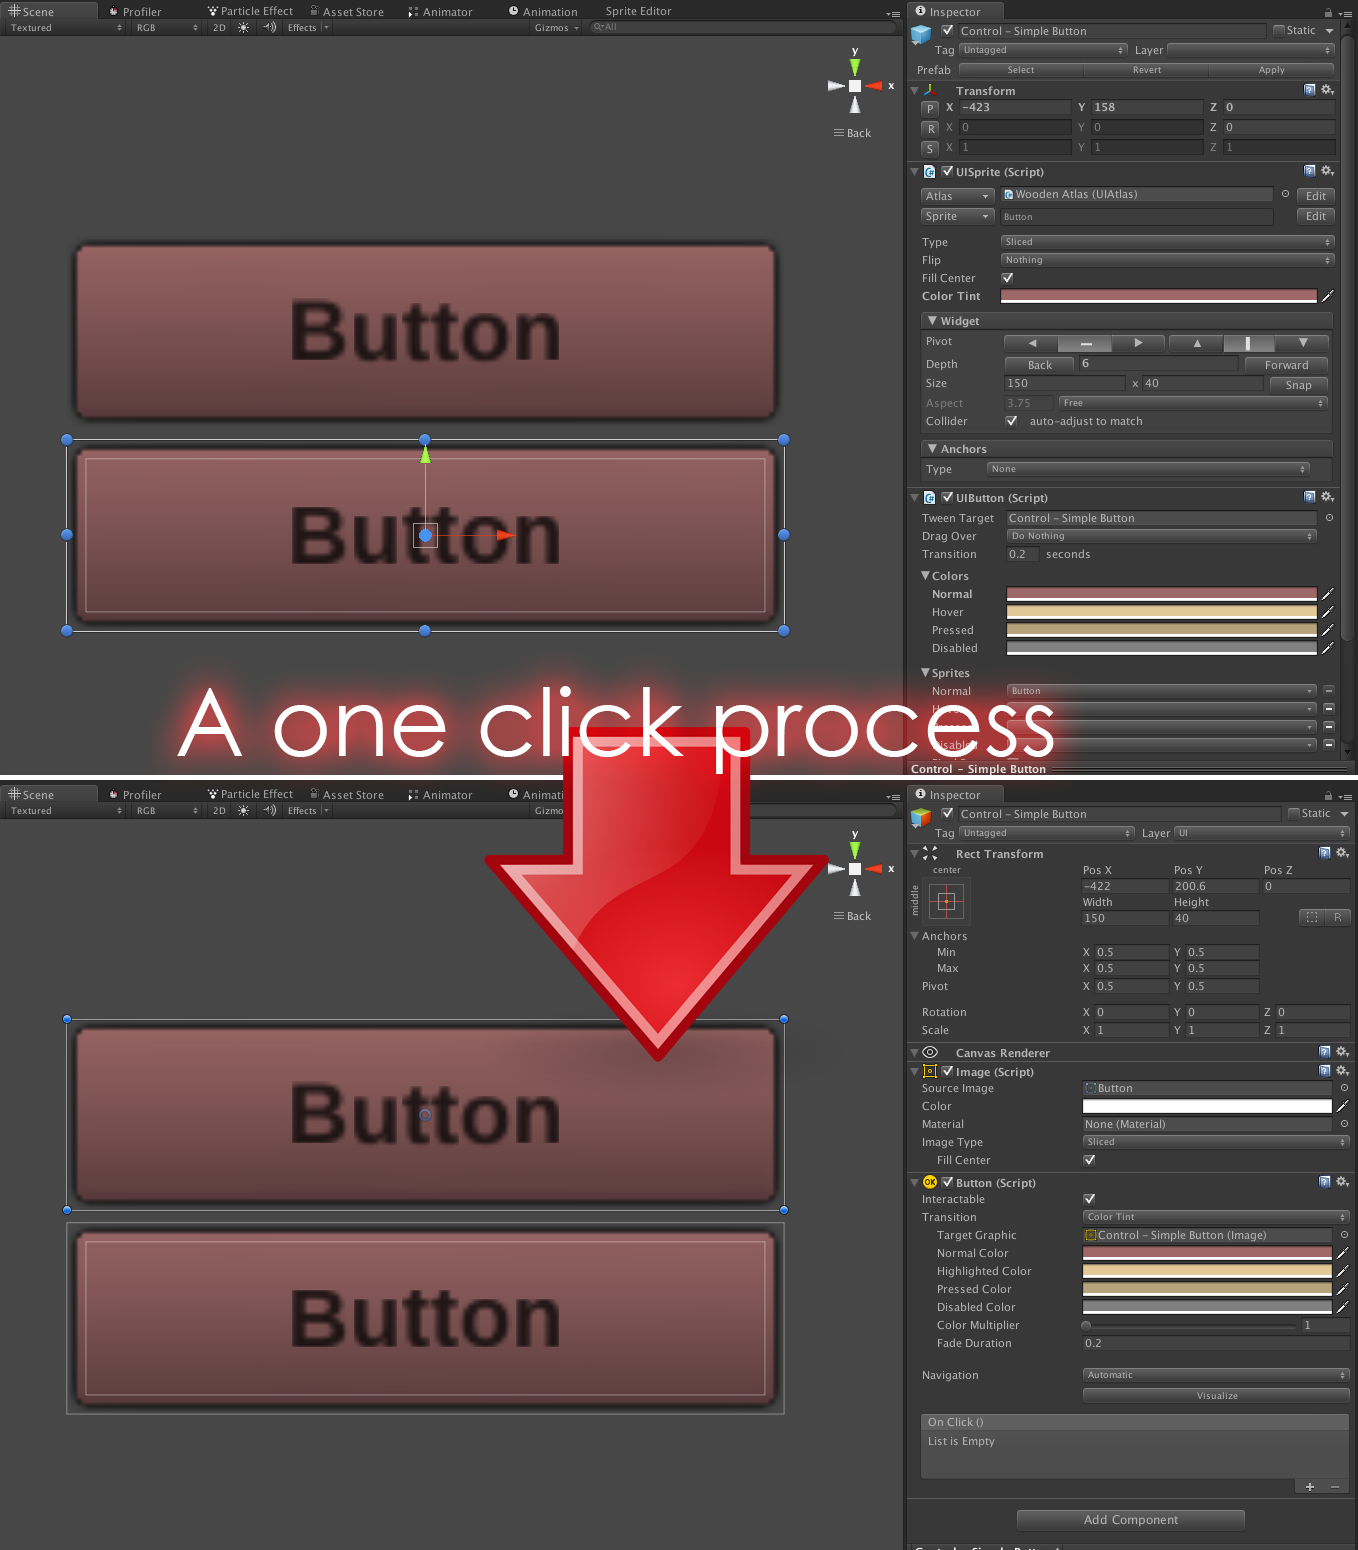 Scene Profiler Particle Effect Asset Store Animator Animation Sprite Editor
Textured RGB 2D Effects Gizmos All
y
x
Back
Button
Button
Inspector
Control - Simple Button Static
Tag Untagged Layer
Prefab Select Revert Apply
Transform
P X -423 Y 158 Z 0
R X 0 Y 0 Z 0
S X 1 Y 1 Z 1
UISprite (Script)
Atlas Wooden Atlas (UIAtlas) Edit
Sprite Button Edit
Type Sliced
Flip Nothing
Fill Center
Color Tint
Widget
Pivot
Depth Back 6 Forward
Size 150 x 40 Snap
Aspect 3.75 Free
Collider auto-adjust to match
Anchors
Type None
UIButton (Script)
Tween Target Control - Simple Button
Drag Over Do Nothing
Transition 0.2 seconds
Colors
Normal
Hover
Pressed
Disabled
Sprites
Normal Button
Disabled
Control - Simple Button
A one click process
Scene Profiler Particle Effect Asset Store Animator Animati
Textured RGB 2D Effects Gizmo
y
x
Back
Button
Button
Inspector
Control - Simple Button Static
Tag Untagged Layer UI
Rect Transform
center Pos X Pos Y Pos Z
middle -422 200.6 0
Width Height
150 40 R
Anchors
Min X 0.5 Y 0.5
Max X 0.5 Y 0.5
Pivot X 0.5 Y 0.5
Rotation X 0 Y 0 Z 0
Scale X 1 Y 1 Z 1
Canvas Renderer
Image (Script)
Source Image Button
Color
Material None (Material)
Image Type Sliced
Fill Center
OK Button (Script)
Interactable
Transition Color Tint
Target Graphic Control - Simple Button (Image)
Normal Color
Highlighted Color
Pressed Color
Disabled Color
Color Multiplier 1
Fade Duration 0.2
Navigation Automatic
Visualize
On Click ()
List is Empty
+ −
Add Component